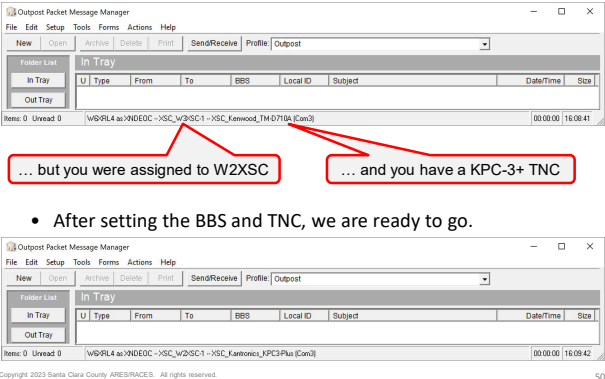 Outpost Packet Message Manager
File Edit Setup Tools Forms Actions Help
New Open Archive Delete Print Send/Receive Profile: Outpost
Folder List In Tray
In Tray U Type From To BBS Local ID Subject Date/Time Size
Out Tray
Items: 0 Unread: 0 W6XRL4 as XNDEOC -- XSC_W3XSC-1 -- XSC_Kenwood_TM-D710A (Com3) 00:00:00 16:08:41
… but you were assigned to W2XSC … and you have a KPC-3+ TNC
• After setting the BBS and TNC, we are ready to go.
Outpost Packet Message Manager
File Edit Setup Tools Forms Actions Help
New Open Archive Delete Print Send/Receive Profile: Outpost
Folder List In Tray
In Tray U Type From To BBS Local ID Subject Date/Time Size
Out Tray
Items: 0 Unread: 0 W6XRL4 as XNDEOC -- XSC_W2XSC-1 -- XSC_Kantronics_KPC3-Plus (Com3) 00:00:00 16:09:42
Copyright 2023 Santa Clara County ARES/RACES. All rights reserved. 50